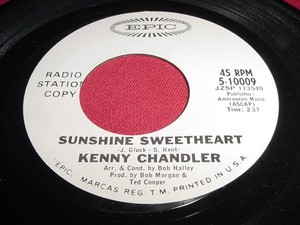 EPIC
RADIO
STATION
COPY
45 RPM
5-10009
JZSP 113549
Publisher:
American Music
(ASCAP)
Time: 2:37
SUNSHINE SWEETHEART
-J. Gluck - S. Kent-
KENNY CHANDLER
Arr. & Cond. by Bob Halley
Prod. by Bob Morgan &
Ted Cooper
"EPIC," MARCAS REG. T.M. PRINTED IN U.S.A.